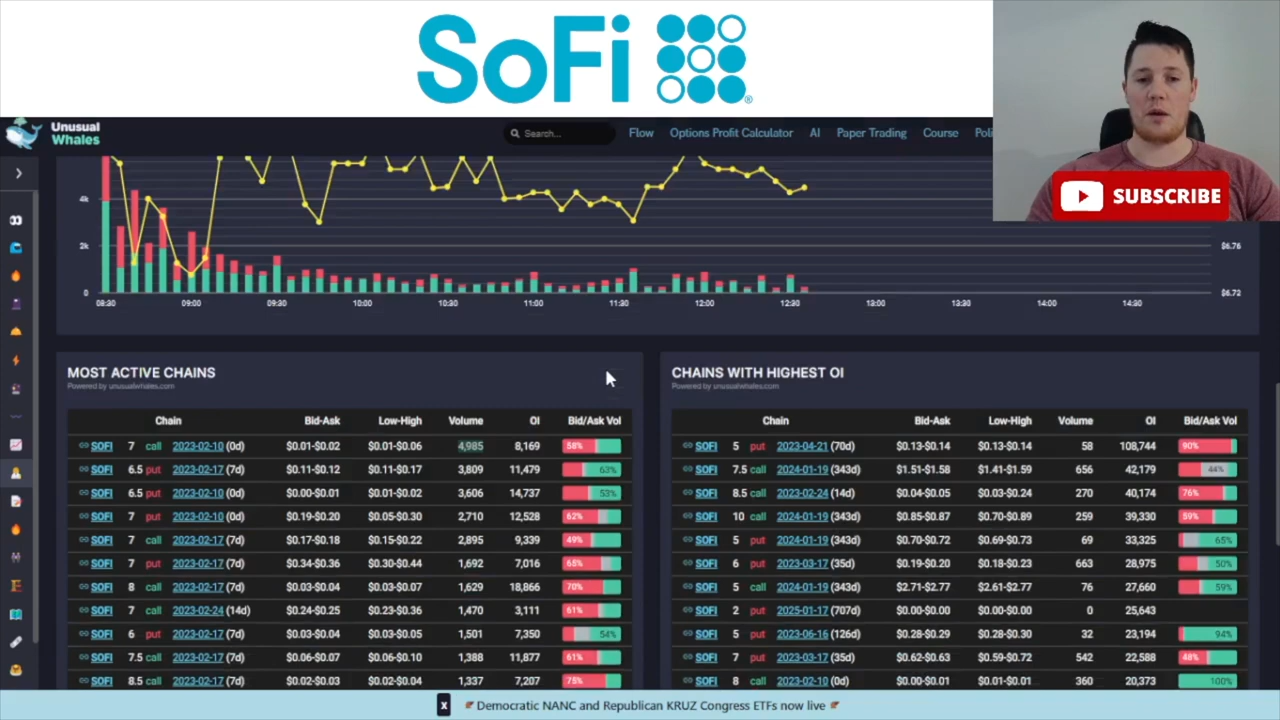 SoFi
®
SUBSCRIBE
Unusual
Whales
Search...
Flow
Options Profit Calculator
AI
Paper Trading
Course
Poli
4k
2k
0
$6.76
$6.72
08:30 09:00 09:30 10:00 10:30 11:00 11:30 12:00 12:30 13:00 13:30 14:00 14:30
MOST ACTIVE CHAINS
Powered by unusualwhales.com
Chain Bid-Ask Low-High Volume OI Bid/Ask Vol
SOFI 7 call 2023-02-10 (0d) $0.01-$0.02 $0.01-$0.06 4,985 8,169 58%
SOFI 6.5 put 2023-02-17 (7d) $0.11-$0.12 $0.11-$0.17 3,809 11,479 63%
SOFI 6.5 put 2023-02-10 (0d) $0.00-$0.01 $0.01-$0.02 3,606 14,737 53%
SOFI 7 put 2023-02-10 (0d) $0.19-$0.20 $0.05-$0.30 2,710 12,528 62%
SOFI 7 call 2023-02-17 (7d) $0.17-$0.18 $0.15-$0.22 2,895 9,339 49%
SOFI 7 put 2023-02-17 (7d) $0.34-$0.36 $0.30-$0.44 1,692 7,016 65%
SOFI 8 call 2023-02-17 (7d) $0.03-$0.04 $0.03-$0.07 1,629 18,866 70%
SOFI 7 call 2023-02-24 (14d) $0.24-$0.25 $0.23-$0.36 1,470 3,111 61%
SOFI 6 put 2023-02-17 (7d) $0.03-$0.04 $0.03-$0.05 1,501 7,350 54%
SOFI 7.5 call 2023-02-17 (7d) $0.06-$0.07 $0.06-$0.10 1,388 11,877 61%
SOFI 8.5 call 2023-02-17 (7d) $0.02-$0.03 $0.02-$0.04 1,337 7,207 75%
CHAINS WITH HIGHEST OI
Powered by unusualwhales.com
Chain Bid-Ask Low-High Volume OI Bid/Ask Vol
SOFI 5 put 2023-04-21 (70d) $0.13-$0.14 $0.13-$0.14 58 108,744 90%
SOFI 7.5 call 2024-01-19 (343d) $1.51-$1.58 $1.41-$1.59 656 42,179 44%
SOFI 8.5 call 2023-02-24 (14d) $0.04-$0.05 $0.03-$0.24 270 40,174 76%
SOFI 10 call 2024-01-19 (343d) $0.85-$0.87 $0.70-$0.89 259 39,330 59%
SOFI 5 put 2024-01-19 (343d) $0.70-$0.72 $0.69-$0.73 69 33,325 65%
SOFI 6 put 2023-03-17 (35d) $0.19-$0.20 $0.18-$0.23 663 28,975 50%
SOFI 5 call 2024-01-19 (343d) $2.71-$2.77 $2.61-$2.77 76 27,660 59%
SOFI 2 put 2025-01-17 (707d) $0.00-$0.00 $0.00-$0.00 0 25,643
SOFI 5 put 2023-06-16 (126d) $0.28-$0.29 $0.28-$0.30 32 23,194 94%
SOFI 7 put 2023-03-17 (35d) $0.62-$0.63 $0.59-$0.72 542 22,588 48%
SOFI 8 call 2023-02-10 (0d) $0.00-$0.01 $0.01-$0.01 360 20,373 100%
x
Democratic NANC and Republican KRUZ Congress ETFs now live